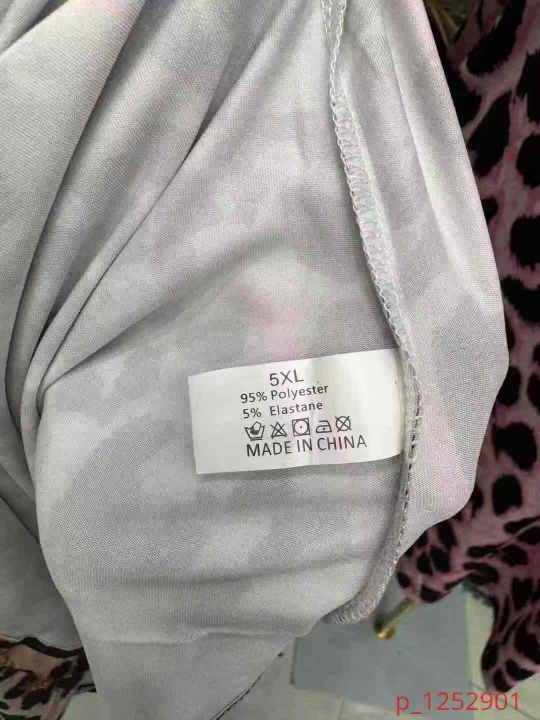 5XL
95% Polyester
5% Elastane
MADE IN CHINA
p_1252901